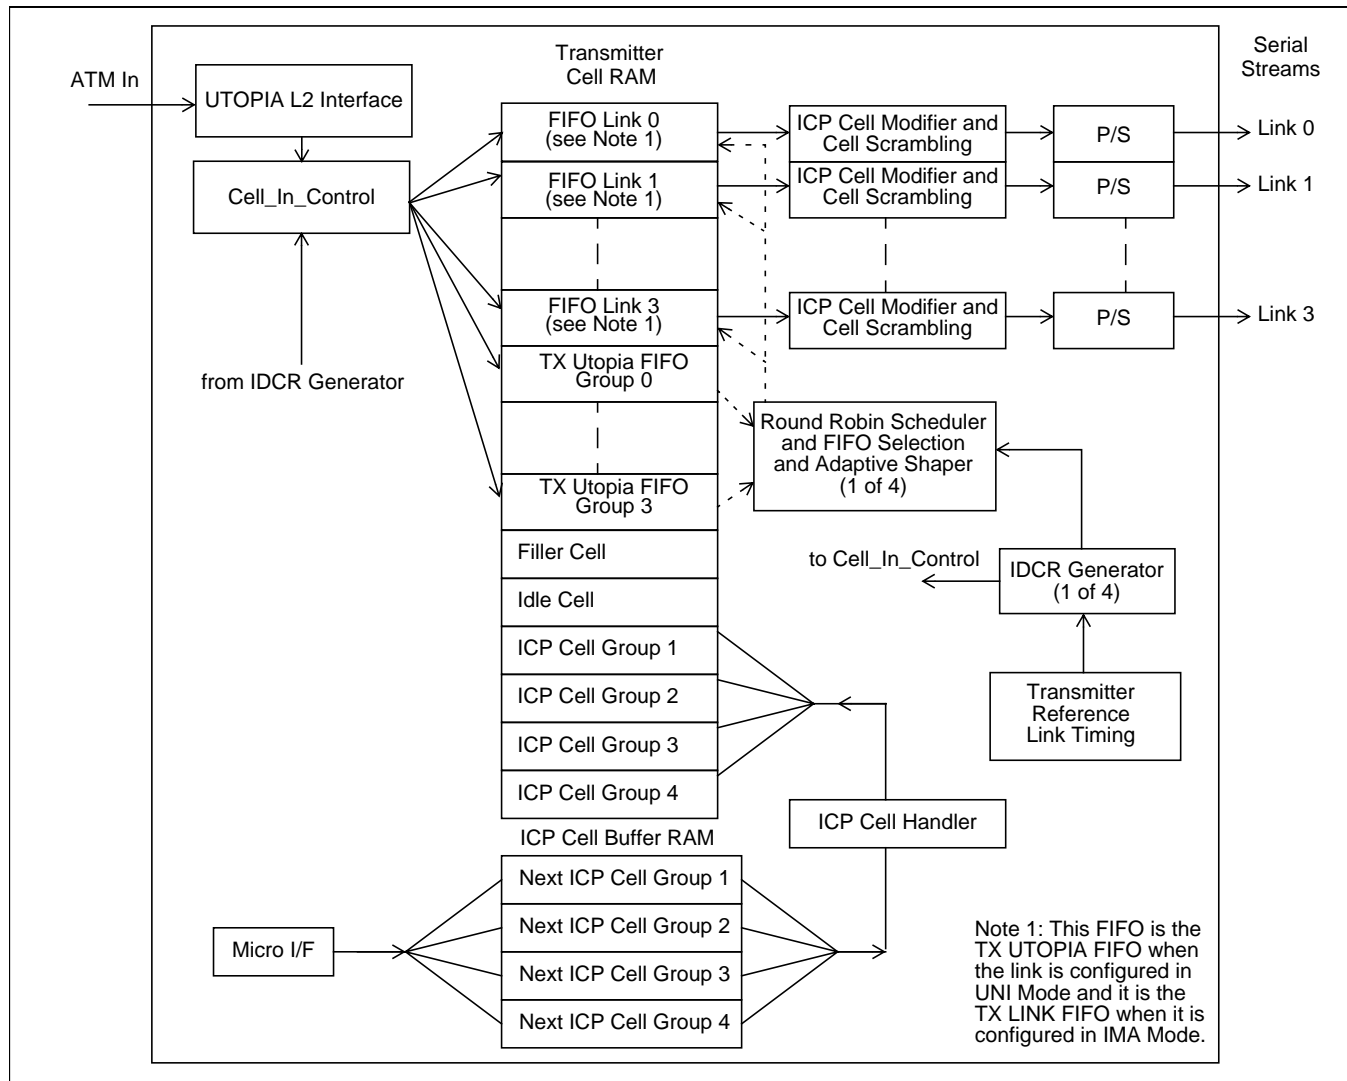 Transmitter
Cell RAM
Serial
Streams
ATM In
UTOPIA L2 Interface
FIFO Link 0
(see Note 1)
ICP Cell Modifier and
Cell Scrambling
P/S
Link 0
Cell_In_Control
FIFO Link 1
(see Note 1)
ICP Cell Modifier and
Cell Scrambling
P/S
Link 1
FIFO Link 3
(see Note 1)
ICP Cell Modifier and
Cell Scrambling
P/S
Link 3
from IDCR Generator
TX Utopia FIFO
Group 0
Round Robin Scheduler
and FIFO Selection
and Adaptive Shaper
(1 of 4)
TX Utopia FIFO
Group 3
Filler Cell
to Cell_In_Control
IDCR Generator
(1 of 4)
Idle Cell
ICP Cell Group 1
ICP Cell Group 2
ICP Cell Group 3
ICP Cell Group 4
Transmitter
Reference
Link Timing
ICP Cell Handler
ICP Cell Buffer RAM
Next ICP Cell Group 1
Next ICP Cell Group 2
Next ICP Cell Group 3
Next ICP Cell Group 4
Micro I/F
Note 1: This FIFO is the
TX UTOPIA FIFO when
the link is configured in
UNI Mode and it is the
TX LINK FIFO when it is
configured in IMA Mode.